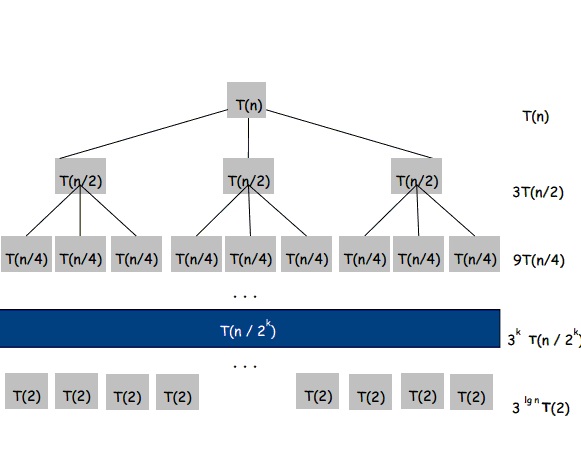 T(n)
T(n)
T(n/2) T(n/2) T(n/2)
3T(n/2)
T(n/4) T(n/4) T(n/4) T(n/4) T(n/4) T(n/4) T(n/4) T(n/4) T(n/4)
9T(n/4)
. . .
T(n / 2^k)
3^k T(n / 2^k)
. . .
T(2) T(2) T(2) T(2) T(2) T(2) T(2) T(2)
3^lg n T(2)